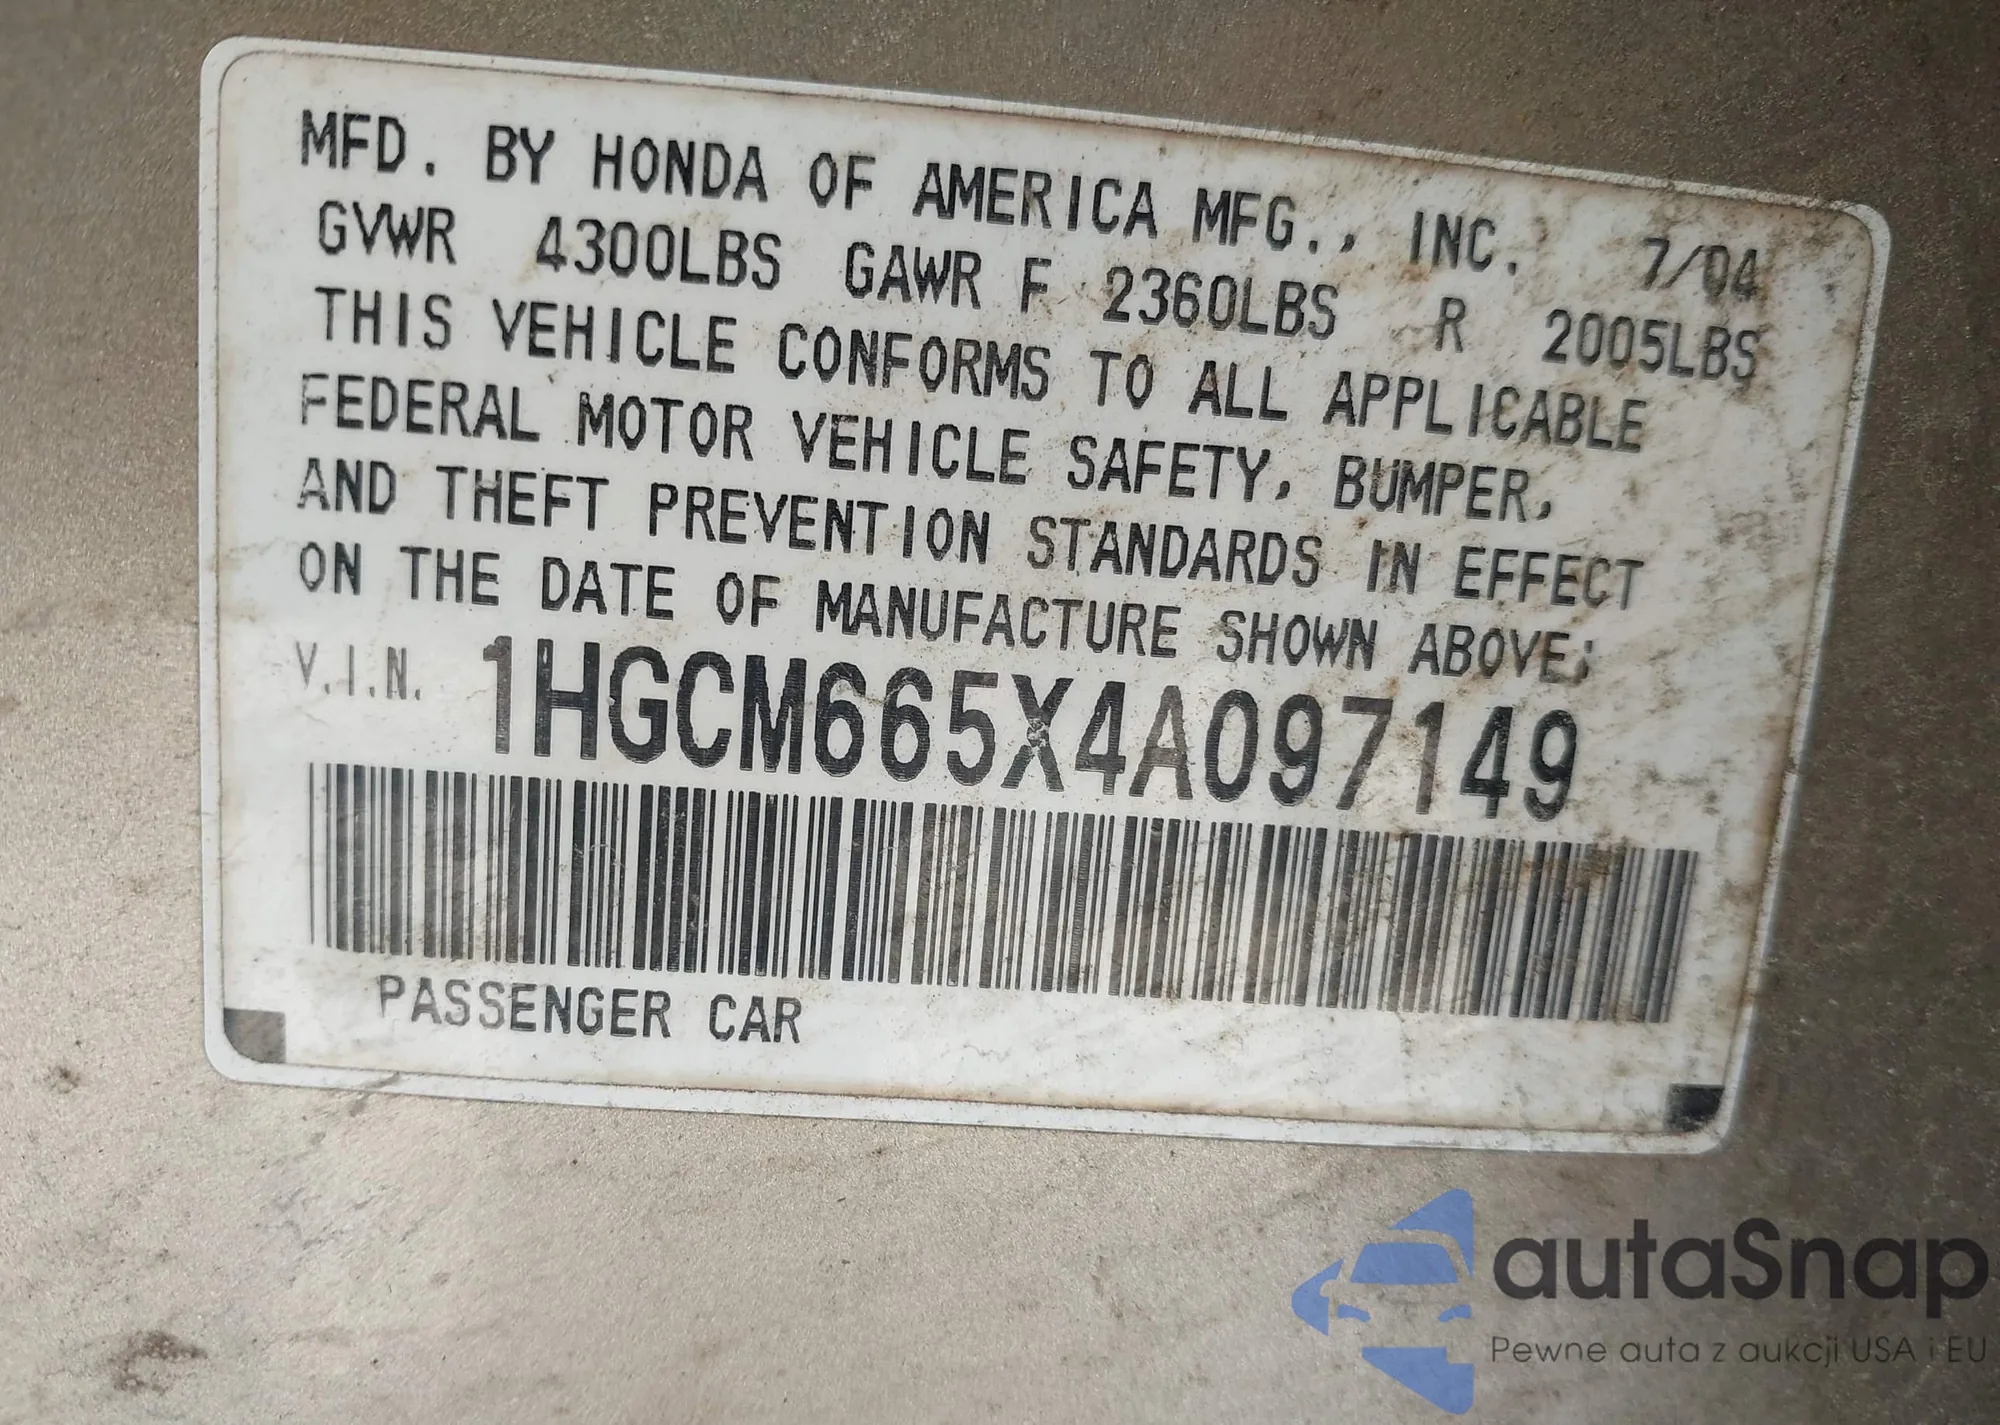 MFD. BY HONDA OF AMERICA MFG., INC. 7/04
GVWR 4300LBS GAWR F 2360LBS R 2005LBS
THIS VEHICLE CONFORMS TO ALL APPLICABLE
FEDERAL MOTOR VEHICLE SAFETY, BUMPER,
AND THEFT PREVENTION STANDARDS IN EFFECT
ON THE DATE OF MANUFACTURE SHOWN ABOVE;
V.I.N. 1HGCM665X4A097149
PASSENGER CAR
autaSnap
Pewne auta z aukcji USA i EU